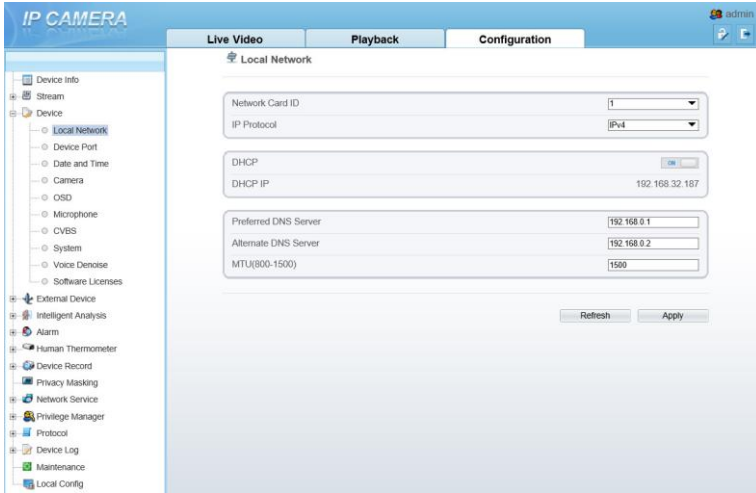 IP CAMERA
admin
Live Video Playback Configuration
Local Network
Device Info
Stream
Device
Local Network
Device Port
Date and Time
Camera
OSD
Microphone
CVBS
System
Voice Denoise
Software Licenses
External Device
Intelligent Analysis
Alarm
Human Thermometer
Device Record
Privacy Masking
Network Service
Privilege Manager
Protocol
Device Log
Maintenance
Local Config
Network Card ID 1
IP Protocol IPv4
DHCP ON
DHCP IP 192.168.32.187
Preferred DNS Server 192.168.0.1
Alternate DNS Server 192.168.0.2
MTU(800-1500) 1500
Refresh Apply